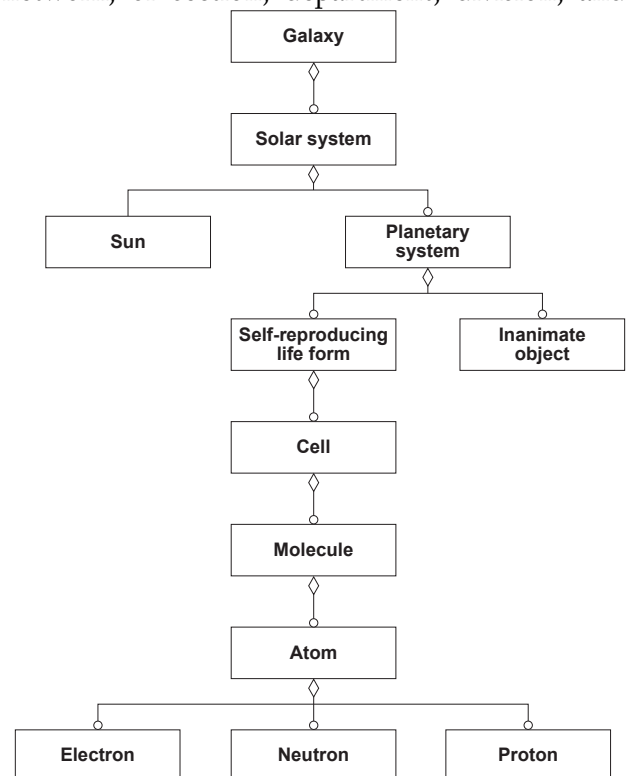 Galaxy
Solar system
Sun
Planetary
system
Self-reproducing
life form
Inanimate
object
Cell
Molecule
Atom
Electron
Neutron
Proton